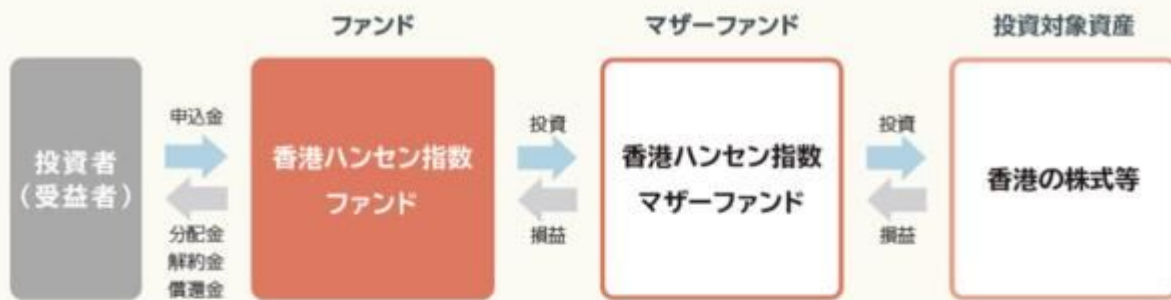 ファンド
マザーファンド
投資対象資産
投資者
（受益者）
申込金
分配金
解約金
償還金
香港ハンセン指数
ファンド
投資
損益
香港ハンセン指数
マザーファンド
投資
損益
香港の株式等